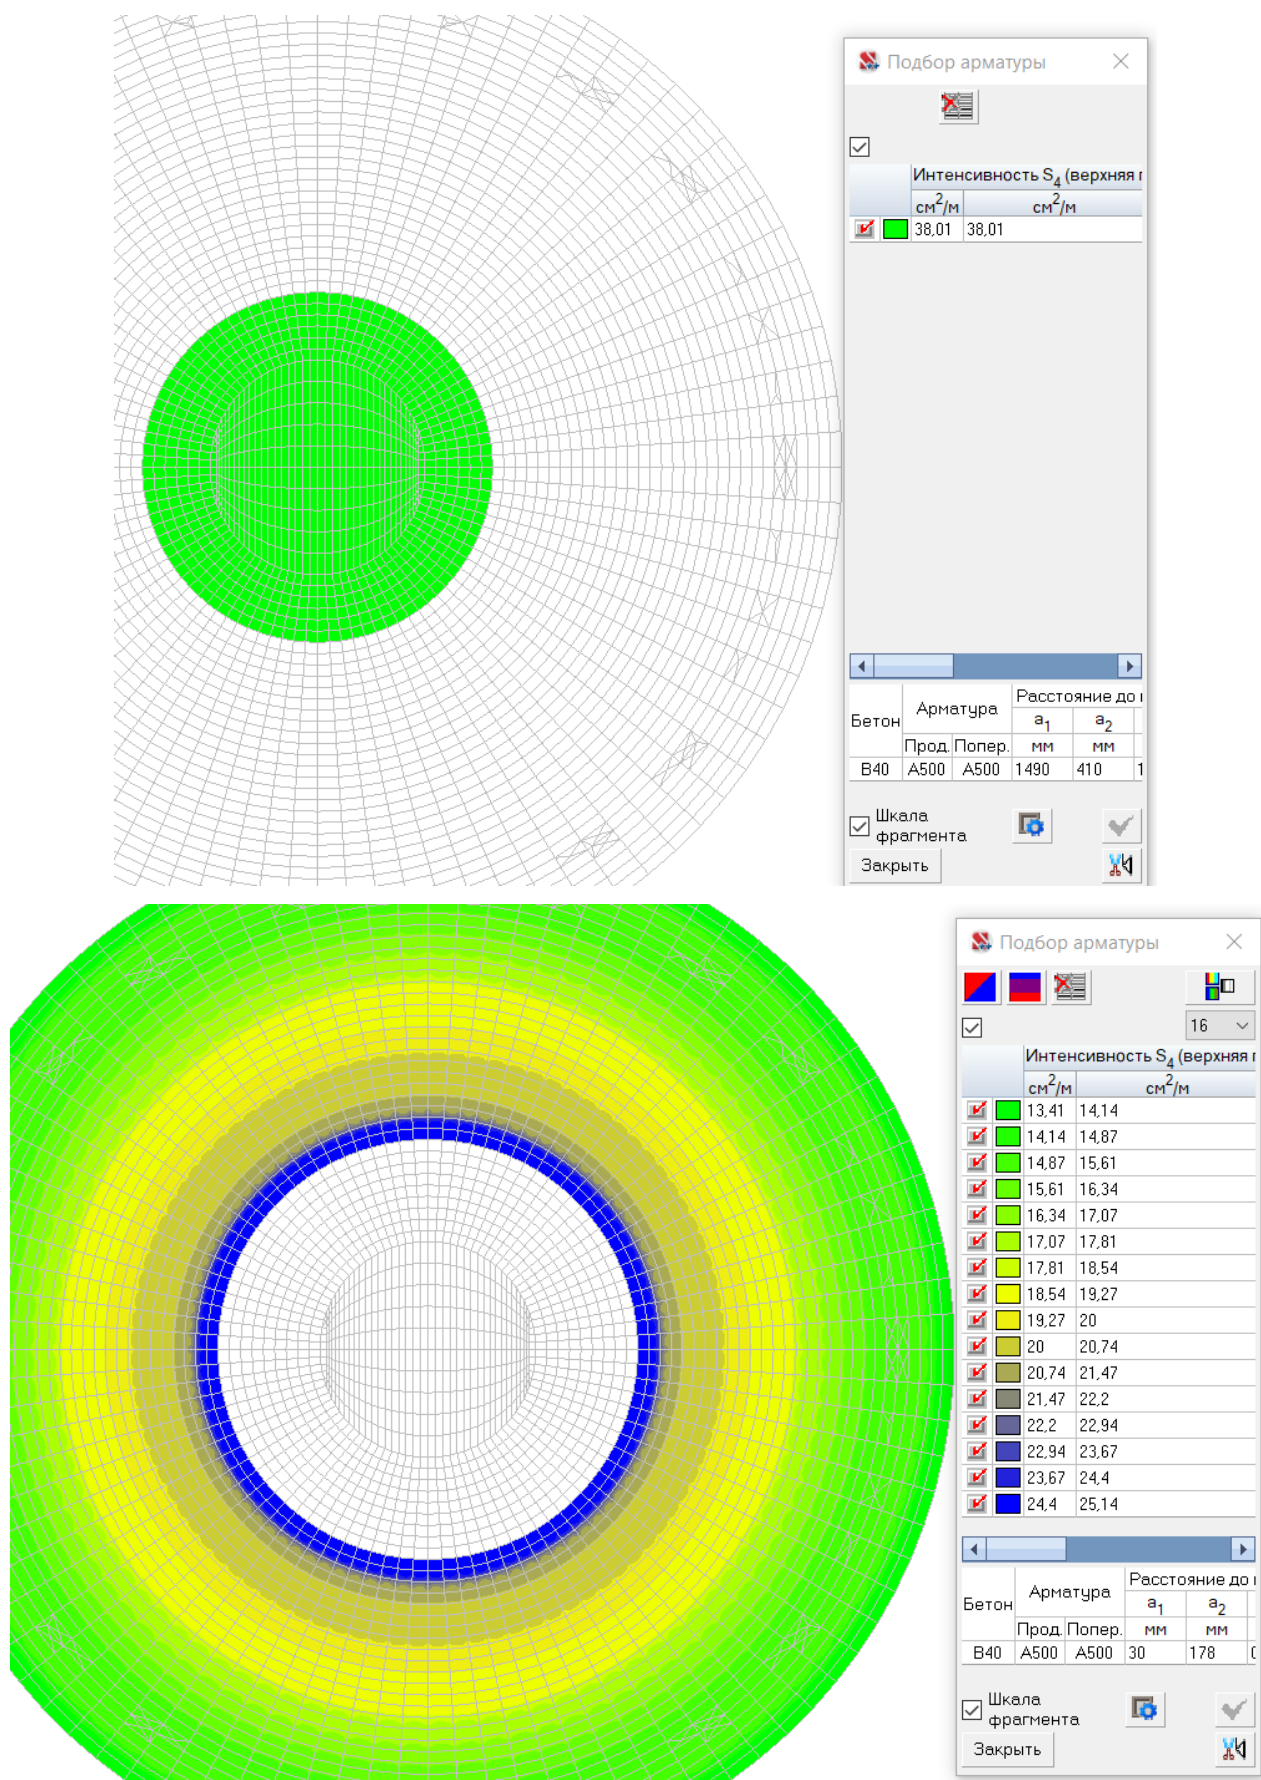 Подбор арматуры
Интенсивность S4 (верхняя г
см2/м см2/м
38,01 38,01
Бетон Арматура Расстояние до
a1 a2
Прод. Попер. мм мм
B40 A500 A500 1490 410 1
Шкала
фрагмента
Закрыть
Подбор арматуры
16
Интенсивность S4 (верхняя г
см2/м см2/м
13,41 14,14
14,14 14,87
14,87 15,61
15,61 16,34
16,34 17,07
17,07 17,81
17,81 18,54
18,54 19,27
19,27 20
20 20,74
20,74 21,47
21,47 22,2
22,2 22,94
22,94 23,67
23,67 24,4
24,4 25,14
Бетон Арматура Расстояние до
a1 a2
Прод. Попер. мм мм
B40 A500 A500 30 178
Шкала
фрагмента
Закрыть